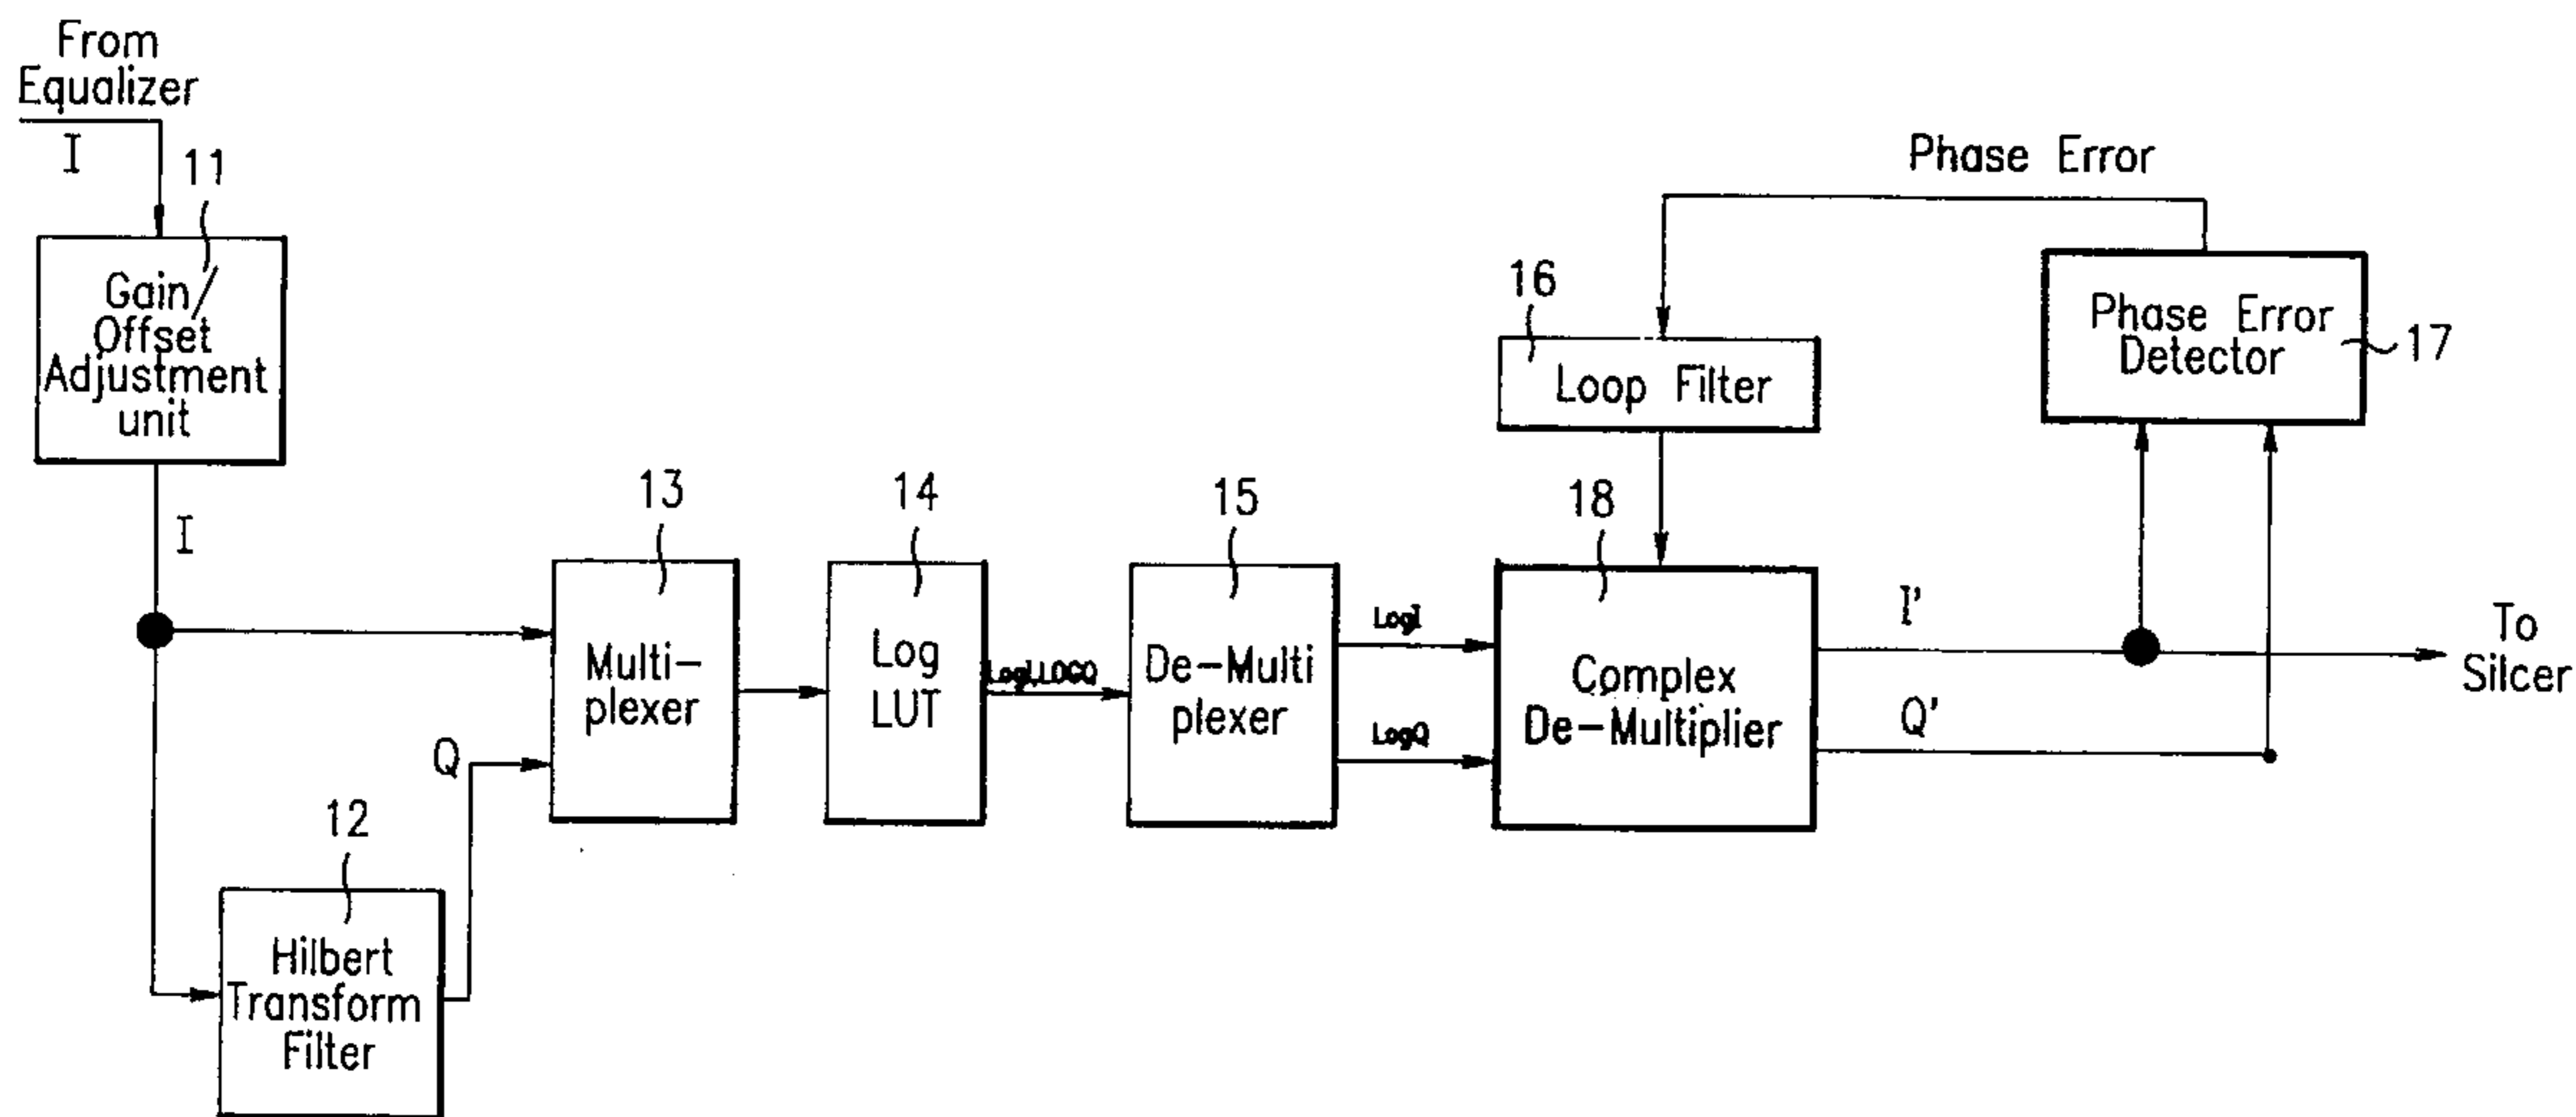 From
Equalizer
I
11
Gain/
Offset
Adjustment
unit
I
12
Hilbert
Transform
Filter
Q
13
Multi-
plexer
14
Log
LUT
LogI,LOGQ
15
De-Multi
plexer
LogI
LogQ
Phase Error
16
Loop Filter
Phase Error
Detector
17
18
Complex
De-Multiplier
I'
Q'
To
Silcer